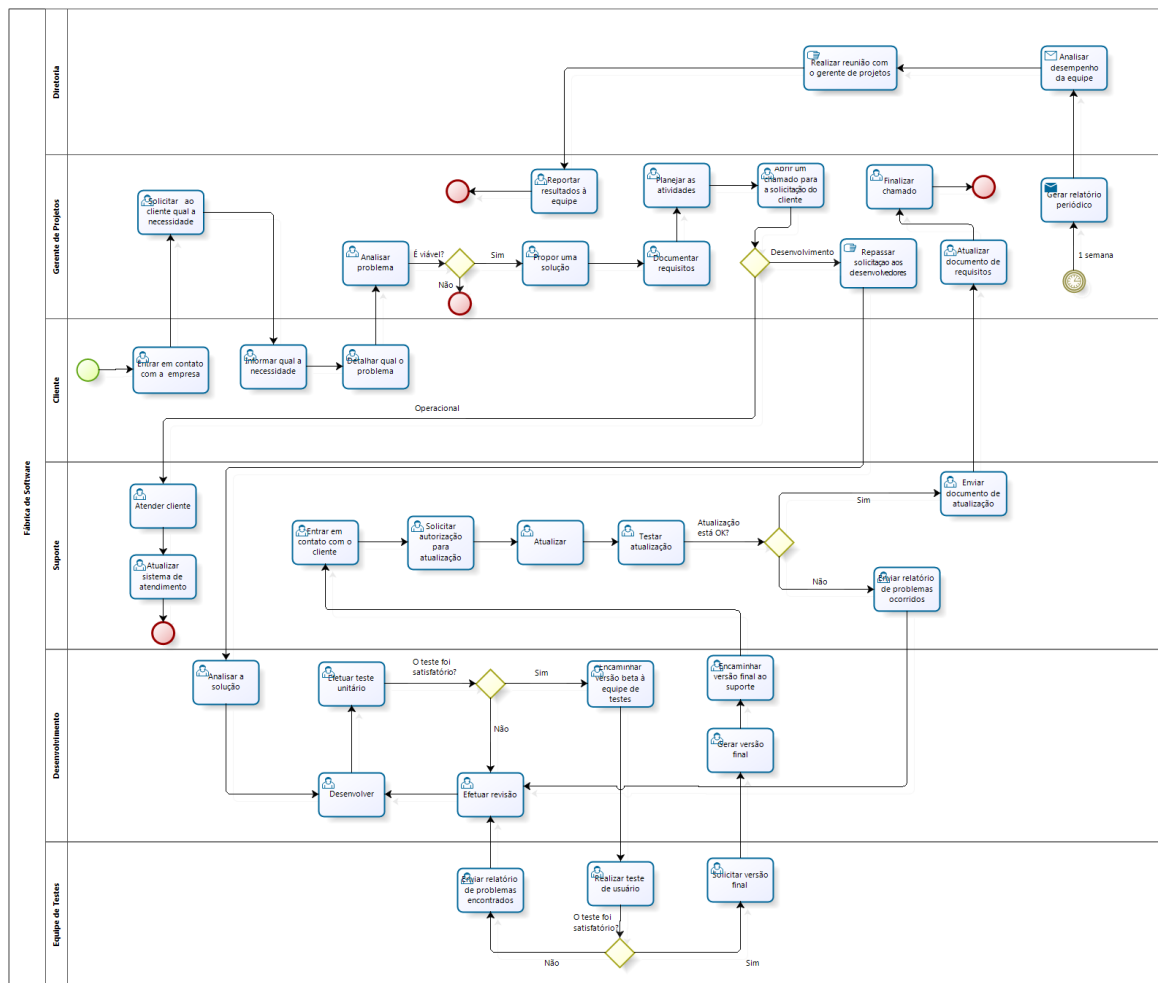 Fábrica de Software
Diretoria
Realizar reunião com
o gerente de projetos
Analisar
desempenho
da equipe
Gerente de Projetos
Solicitar ao
cliente qual a
necessidade
Reportar
resultados à
equipe
Planejar as
atividades
Abrir um
chamado para
a solicitação do
cliente
Finalizar
chamado
Gerar relatório
periódico
Analisar
problema
É viável?
Sim
Não
Propor uma
solução
Documentar
requisitos
Desenvolvimento
Repassar
solicitaçao aos
desenvolvedores
Atualizar
documento de
requisitos
1 semana
Cliente
Entrar em contato
com a empresa
Informar qual a
necessidade
Detalhar qual o
problema
Operacional
Suporte
Atender cliente
Atualizar
sistema de
atendimento
Entrar em
contato com o
cliente
Solicitar
autorização
para
atualização
Atualizar
Testar
atualização
Atualização
está OK?
Sim
Não
Enviar
documento de
atualização
Enviar relatório
de problemas
ocorridos
Desenvolvimento
Analisar a
solução
Efetuar teste
unitário
O teste foi
satisfatório?
Sim
Não
Encaminhar
versão beta à
equipe de
testes
Encaminhar
versão final ao
suporte
Gerar versão
final
Desenvolver
Efetuar revisão
Equipe de Testes
Enviar relatório
de problemas
encontrados
Realizar teste
de usuário
Solicitar versão
final
O teste foi
satisfatório?
Não
Sim